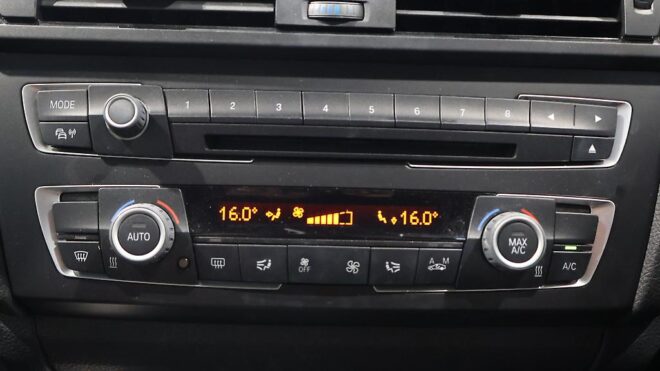 MODE 1 2 3 4 5 6 7 8
16.0° 16.0°
AUTO MAX A/C
OFF A M A/C